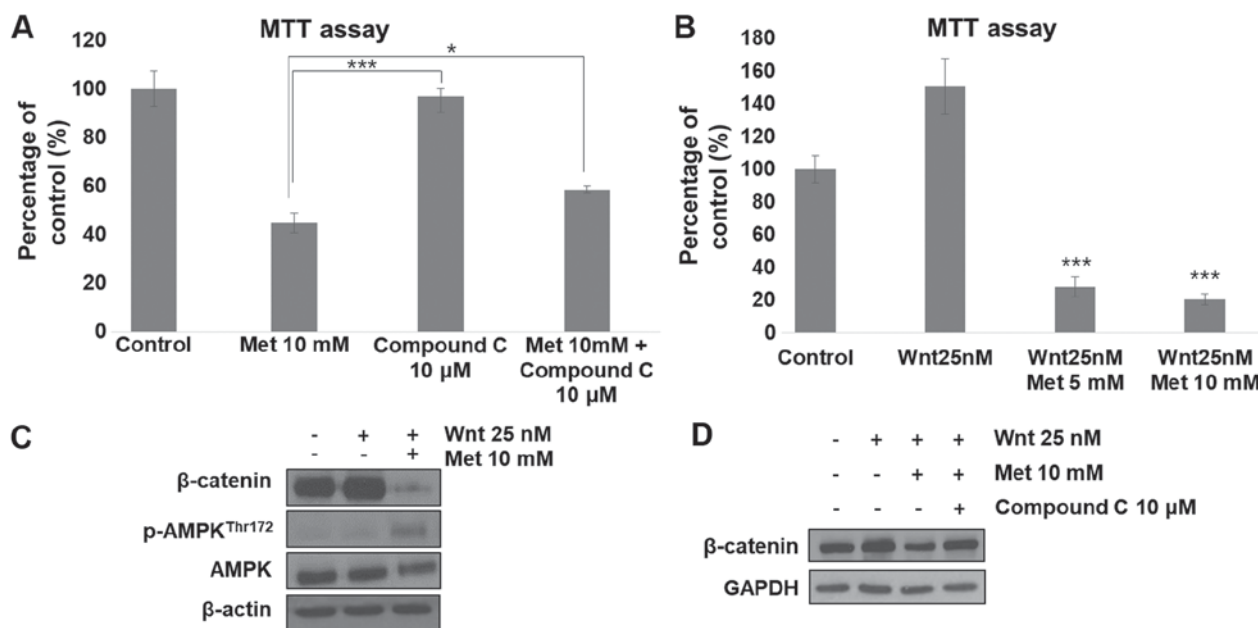 A
MTT assay
Percentage of
control (%)
120
100
80
60
40
20
0
*
***
Control
Met 10 mM
Compound C
10 µM
Met 10mM +
Compound C
10 µM
B
MTT assay
Percentage of
control (%)
180
160
140
120
100
80
60
40
20
0
***
***
Control
Wnt25nM
Wnt25nM
Met 5 mM
Wnt25nM
Met 10 mM
C
- + + Wnt 25 nM
- - + Met 10 mM
β-catenin
p-AMPKThr172
AMPK
β-actin
D
- + + + Wnt 25 nM
- - + + Met 10 mM
- - - + Compound C 10 µM
β-catenin
GAPDH